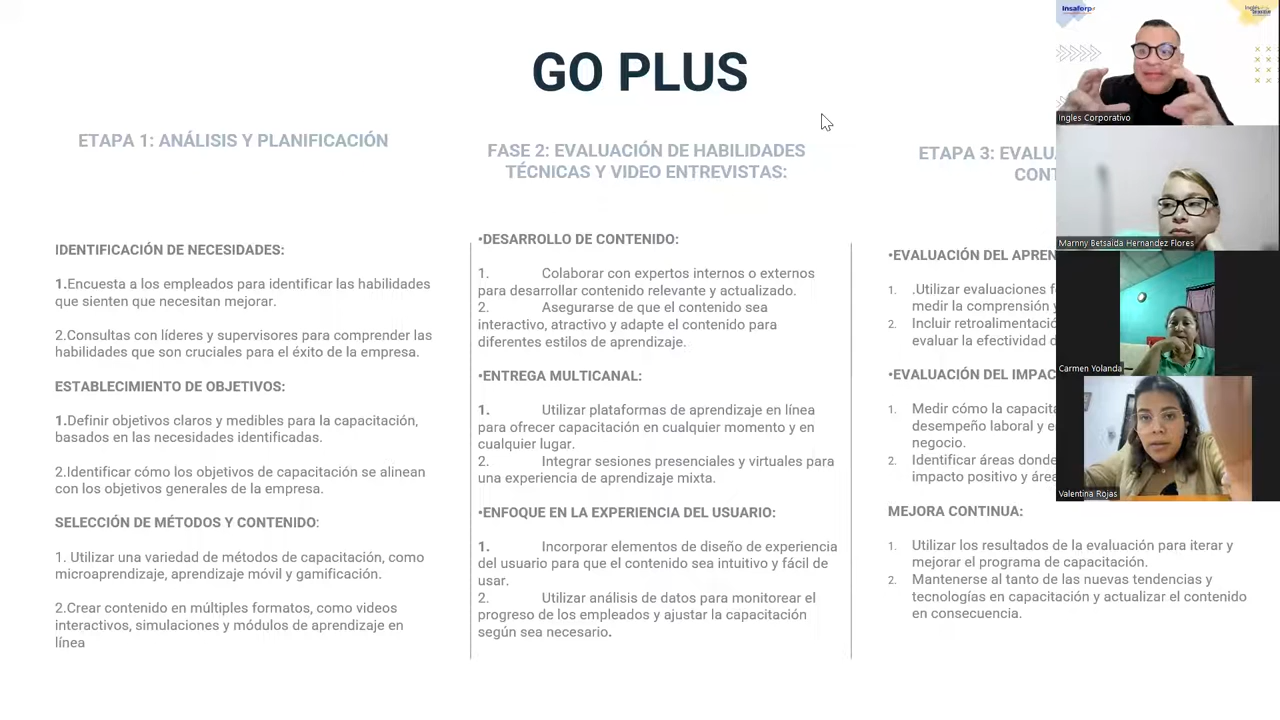 GO PLUS
ETAPA 1: ANÁLISIS Y PLANIFICACIÓN
IDENTIFICACIÓN DE NECESIDADES:
1.Encuesta a los empleados para identificar las habilidades
que sienten que necesitan mejorar.
2.Consultas con líderes y supervisores para comprender las
habilidades que son cruciales para el éxito de la empresa.
ESTABLECIMIENTO DE OBJETIVOS:
1.Definir objetivos claros y medibles para la capacitación,
basados en las necesidades identificadas.
2.Identificar cómo los objetivos de capacitación se alinean
con los objetivos generales de la empresa.
SELECCIÓN DE MÉTODOS Y CONTENIDO:
1. Utilizar una variedad de métodos de capacitación, como
microaprendizaje, aprendizaje móvil y gamificación.
2.Crear contenido en múltiples formatos, como videos
interactivos, simulaciones y módulos de aprendizaje en
línea
FASE 2: EVALUACIÓN DE HABILIDADES
TÉCNICAS Y VIDEO ENTREVISTAS:
•DESARROLLO DE CONTENIDO:
1. Colaborar con expertos internos o externos
para desarrollar contenido relevante y actualizado.
2. Asegurarse de que el contenido sea
interactivo, atractivo y adapte el contenido para
diferentes estilos de aprendizaje.
•ENTREGA MULTICANAL:
1. Utilizar plataformas de aprendizaje en línea
para ofrecer capacitación en cualquier momento y en
cualquier lugar.
2. Integrar sesiones presenciales y virtuales para
una experiencia de aprendizaje mixta.
•ENFOQUE EN LA EXPERIENCIA DEL USUARIO:
1. Incorporar elementos de diseño de experiencia
del usuario para que el contenido sea intuitivo y fácil de
usar.
2. Utilizar análisis de datos para monitorear el
progreso de los empleados y ajustar la capacitación
según sea necesario.
ETAPA 3: EVALUA
CONT
•EVALUACIÓN DEL APREN
1. .Utilizar evaluaciones f
medir la comprensión y
2. Incluir retroalimentació
evaluar la efectividad d
•EVALUACIÓN DEL IMPAC
1. Medir cómo la capacita
desempeño laboral y e
negocio.
2. Identificar áreas donde
impacto positivo y área
MEJORA CONTINUA:
1. Utilizar los resultados de la evaluación para iterar y
mejorar el programa de capacitación.
2. Mantenerse al tanto de las nuevas tendencias y
tecnologías en capacitación y actualizar el contenido
en consecuencia.
Insaforp
Ingles Corporativo
Marnny Betsaida Hernandez Flores
Carmen Yolanda
Valentina Rojas